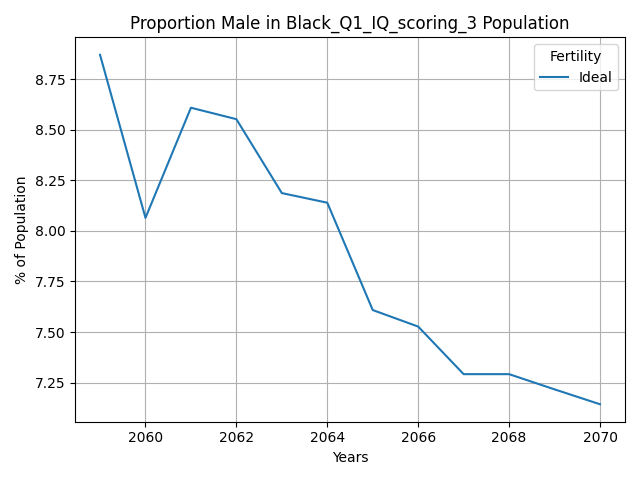 Proportion Male in Black_Q1_IQ_scoring_3 Population
Fertility
Ideal
% of Population
8.75
8.50
8.25
8.00
7.75
7.50
7.25
2060 2062 2064 2066 2068 2070
Years